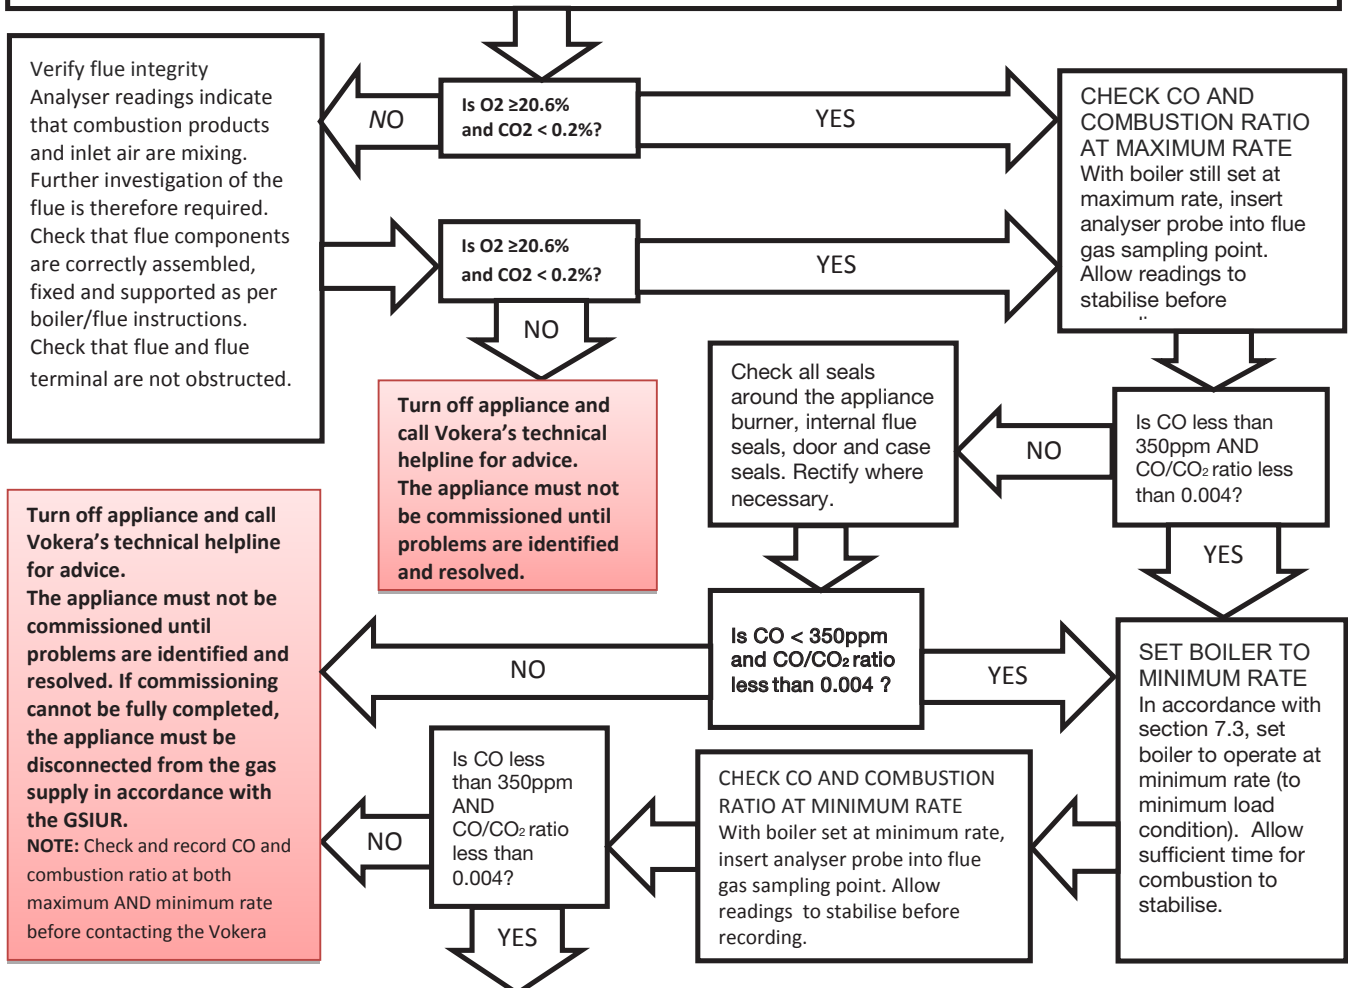 Is O2 ≥20.6%
and CO2 < 0.2%?
NO
YES
Verify flue integrity
Analyser readings indicate
that combustion products
and inlet air are mixing.
Further investigation of the
flue is therefore required.
Check that flue components
are correctly assembled,
fixed and supported as per
boiler/flue instructions.
Check that flue and flue
terminal are not obstructed.
Is O2 ≥20.6%
and CO2 < 0.2%?
YES
NO
Turn off appliance and
call Vokera’s technical
helpline for advice.
The appliance must not
be commissioned until
problems are identified
and resolved.
CHECK CO AND
COMBUSTION RATIO
AT MAXIMUM RATE
With boiler still set at
maximum rate, insert
analyser probe into flue
gas sampling point.
Allow readings to
stabilise before
Is CO less than
350ppm AND
CO/CO₂ ratio less
than 0.004?
NO
YES
Check all seals
around the appliance
burner, internal flue
seals, door and case
seals. Rectify where
necessary.
Is CO < 350ppm
and CO/CO₂ ratio
less than 0.004 ?
NO
YES
Turn off appliance and call
Vokera’s technical helpline
for advice.
The appliance must not be
commissioned until
problems are identified and
resolved. If commissioning
cannot be fully completed,
the appliance must be
disconnected from the gas
supply in accordance with
the GSIUR.
NOTE: Check and record CO and
combustion ratio at both
maximum AND minimum rate
before contacting the Vokera
SET BOILER TO
MINIMUM RATE
In accordance with
section 7.3, set
boiler to operate at
minimum rate (to
minimum load
condition). Allow
sufficient time for
combustion to
stabilise.
CHECK CO AND COMBUSTION
RATIO AT MINIMUM RATE
With boiler set at minimum rate,
insert analyser probe into flue
gas sampling point. Allow
readings to stabilise before
recording.
Is CO less
than 350ppm
AND
CO/CO₂ ratio
less than
0.004?
NO
YES